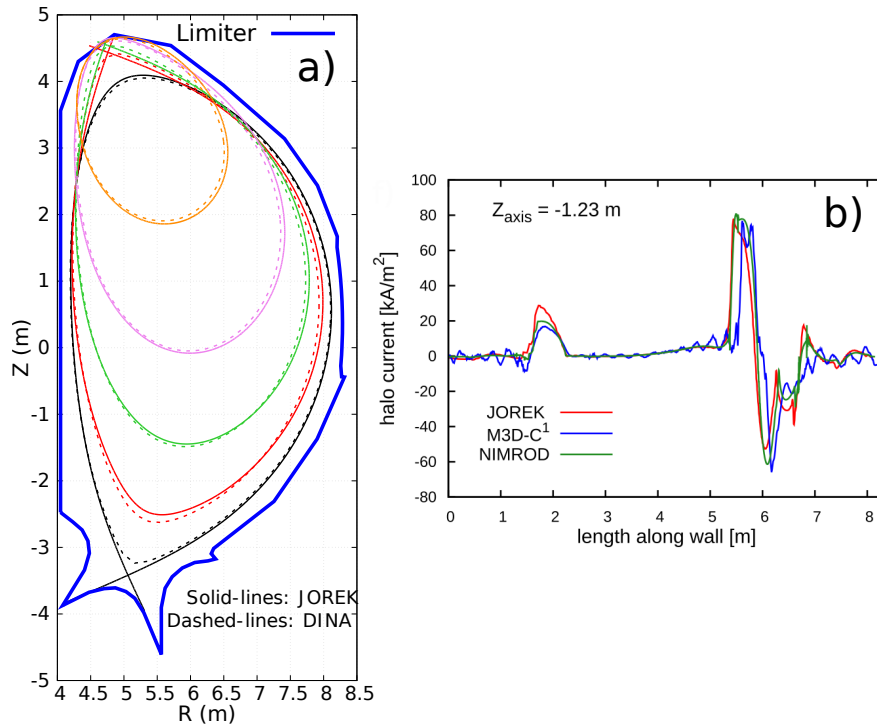 Limiter
a)
5
4
3
2
1
0
-1
-2
-3
-4
-5
Z (m)
Solid-lines: JOREK
Dashed-lines: DINA
4 4.5 5 5.5 6 6.5 7 7.5 8 8.5
R (m)
100
80
60
40
20
0
-20
-40
-60
-80
halo current [kA/m²]
Z_axis = -1.23 m
b)
JOREK
M3D-C¹
NIMROD
0 1 2 3 4 5 6 7 8
length along wall [m]